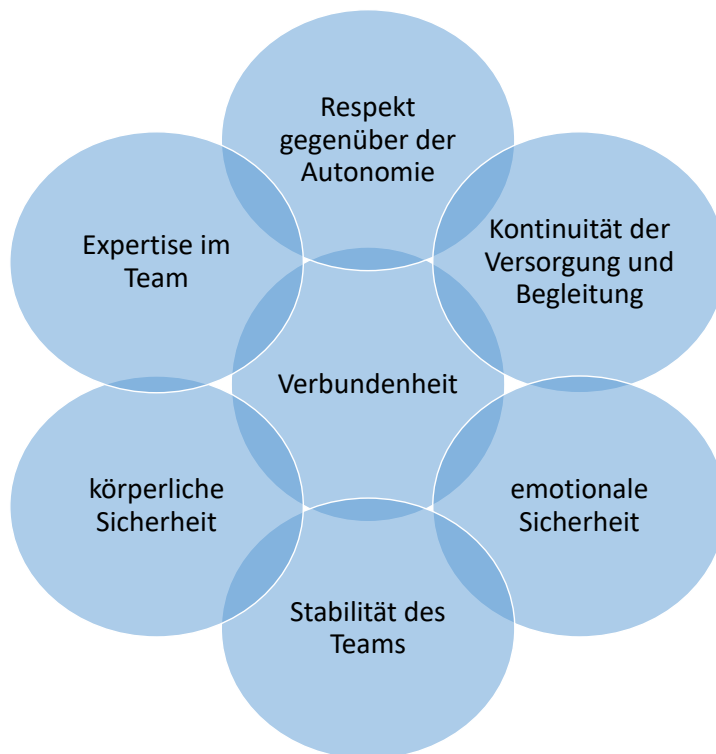 Respekt
gegenüber der
Autonomie
Kontinuität der
Versorgung und
Begleitung
emotionale
Sicherheit
Stabilität des
Teams
körperliche
Sicherheit
Expertise im
Team
Verbundenheit